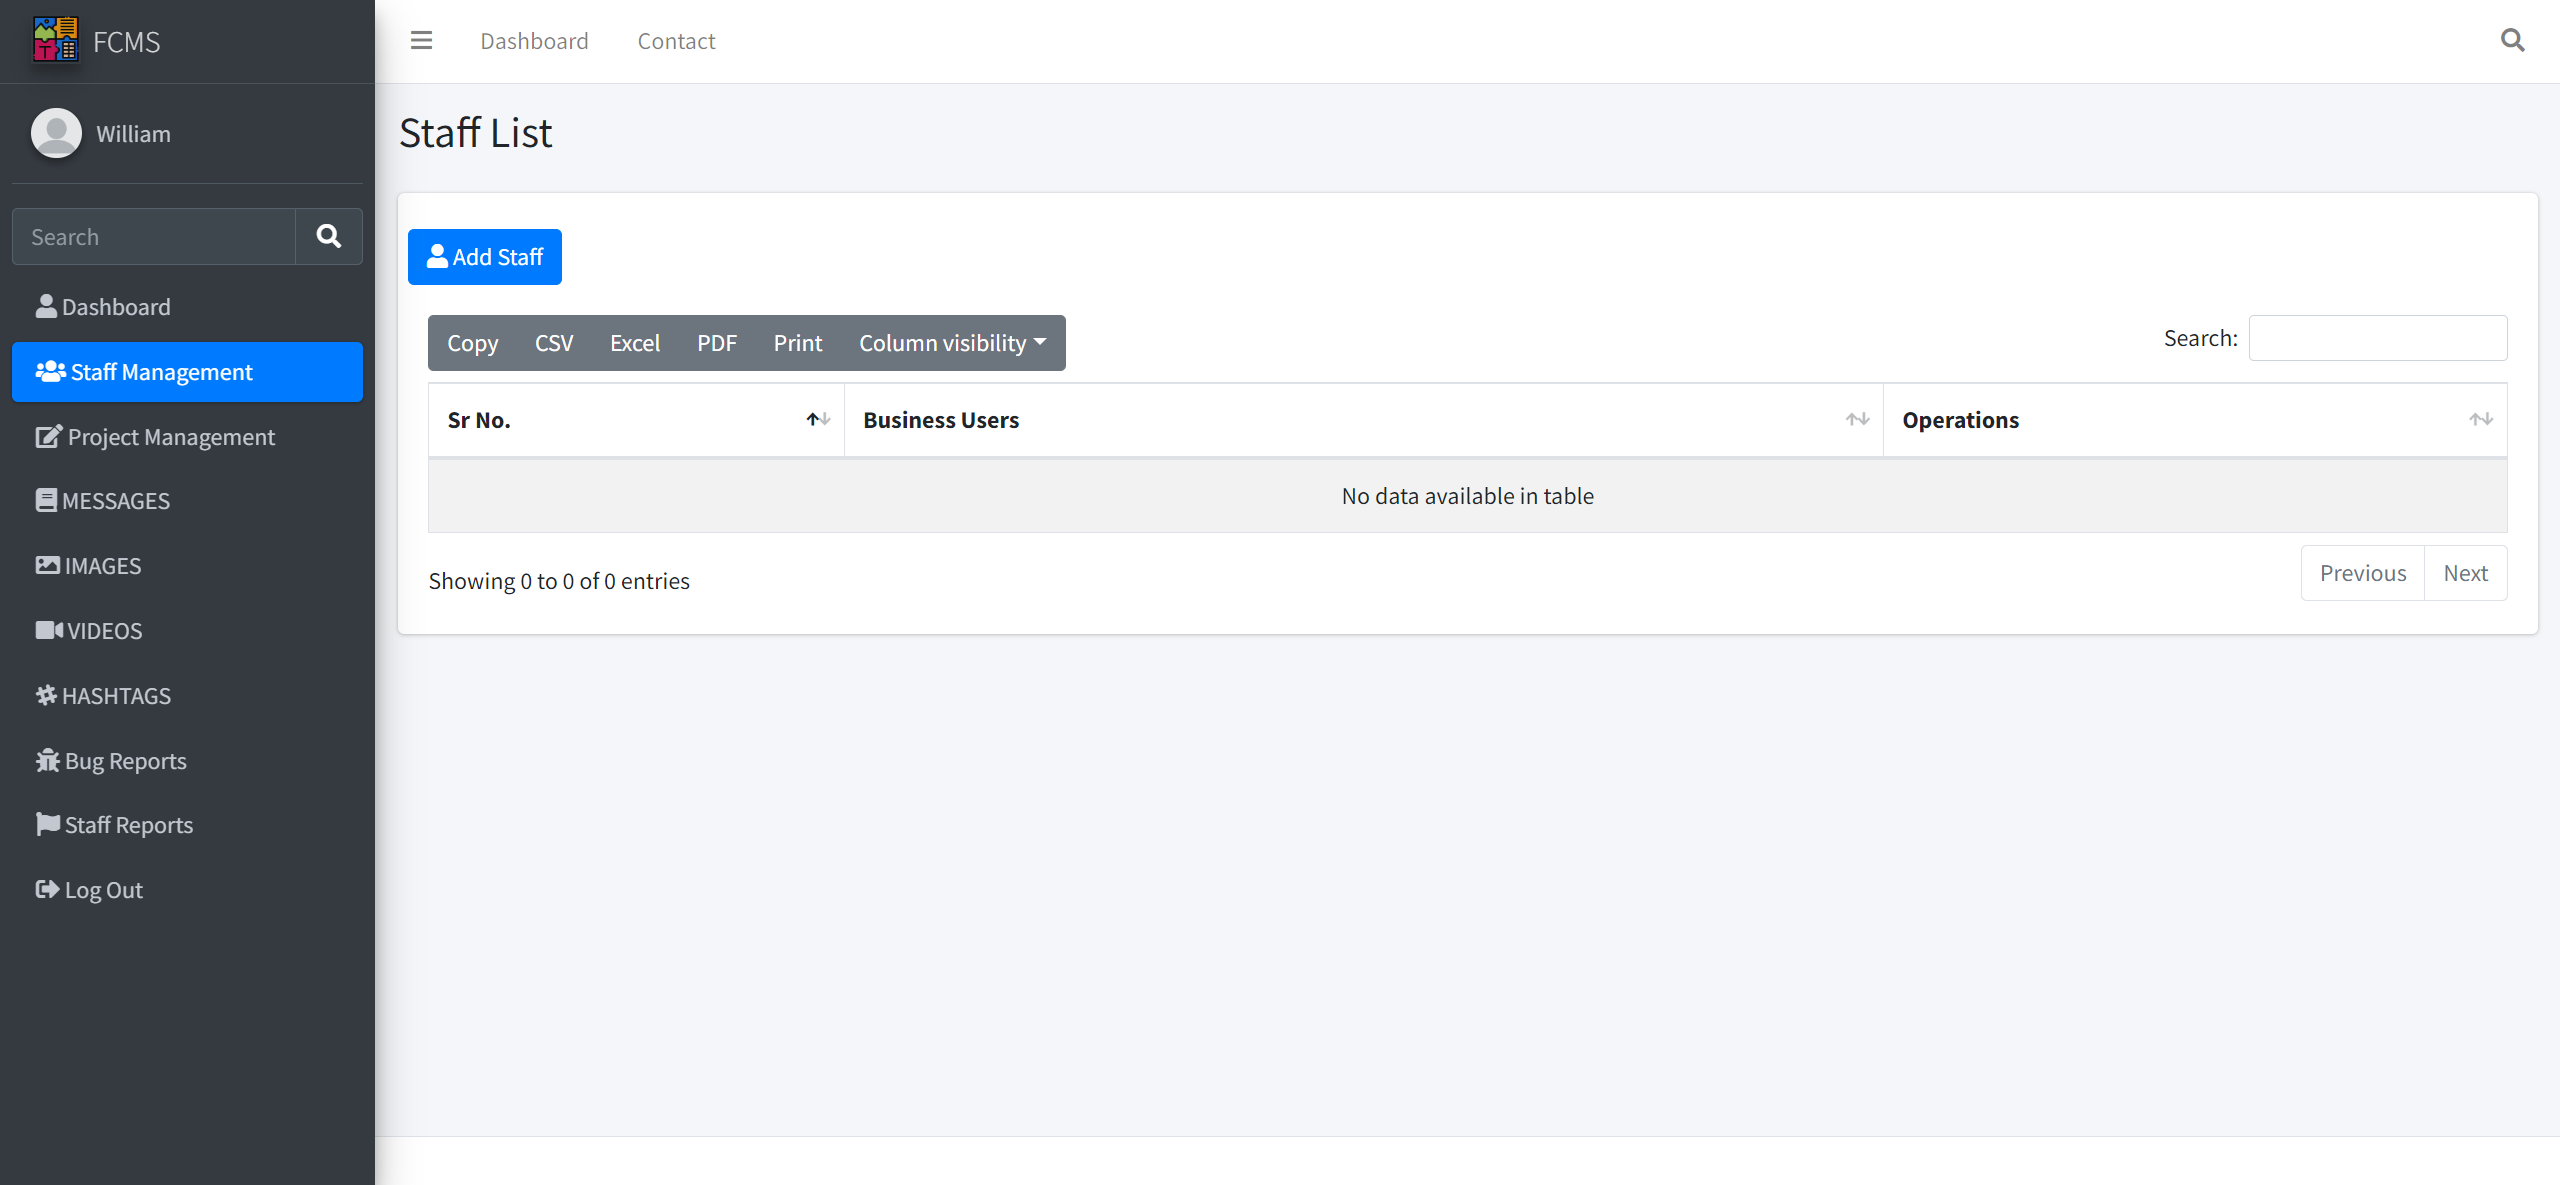 FCMS
Dashboard Contact
William
Staff List
Search
Add Staff
Dashboard
Staff Management
Project Management
MESSAGES
IMAGES
VIDEOS
HASHTAGS
Bug Reports
Staff Reports
Log Out
Copy CSV Excel PDF Print Column visibility
Search:
Sr No. Business Users Operations
No data available in table
Showing 0 to 0 of 0 entries
Previous Next